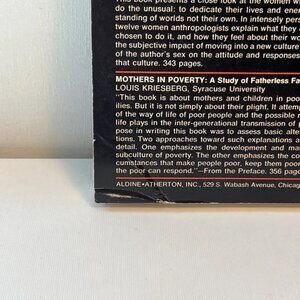 This book presents a close look at the women w
do the unusual: to dedicate their lives and ener
standing of worlds not their own. In intensely pers
twelve women anthropologists explain what they d
chosen to do it, and how they feel about their wo
the subjective impact of moving into a new culture
of the author's sex on the attitude and responses
that culture. 343 pages.
MOTHERS IN POVERTY: A Study of Fatherless Fa
LOUIS KRIESBERG, Syracuse University
"This book is about mothers and children in po
ilies. But it is not simply about their plight. It attemp
of the way of life of poor people and the possible r
life plays in the inter-generational transmission of p
pose in writing this book was to assess basic alter
tions. Two approaches toward such explanations a
detail. One emphasizes the development and mai
subculture of poverty. The other emphasizes the co
cumstances that make people poor, keep them poo
the poor can respond."—From the Preface. 356 page
ALDINE•ATHERTON, INC., 529 S. Wabash Avenue, Chicag